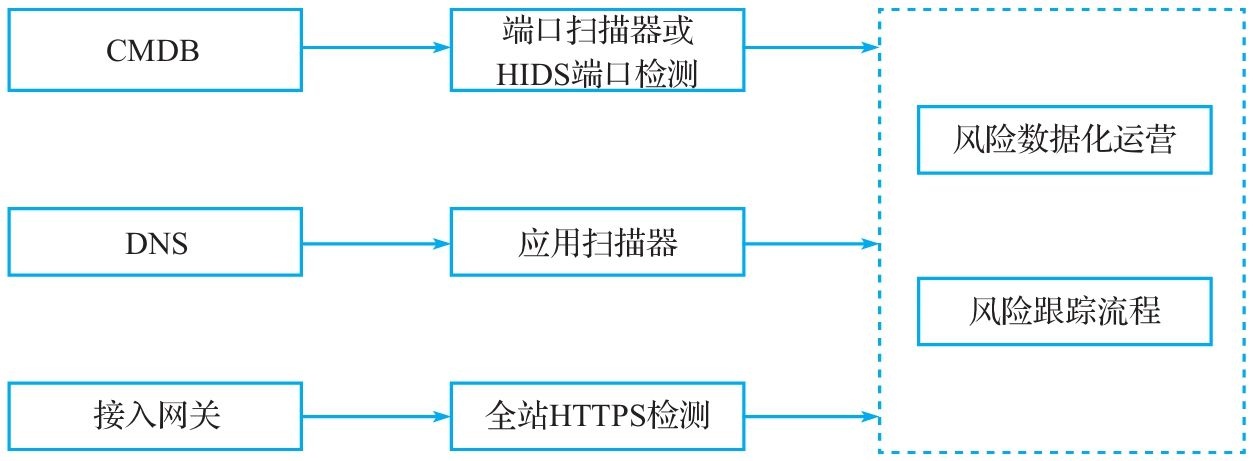 CMDB
端口扫描器或
HIDS端口检测
风险数据化运营
DNS
应用扫描器
风险跟踪流程
接入网关
全站HTTPS检测